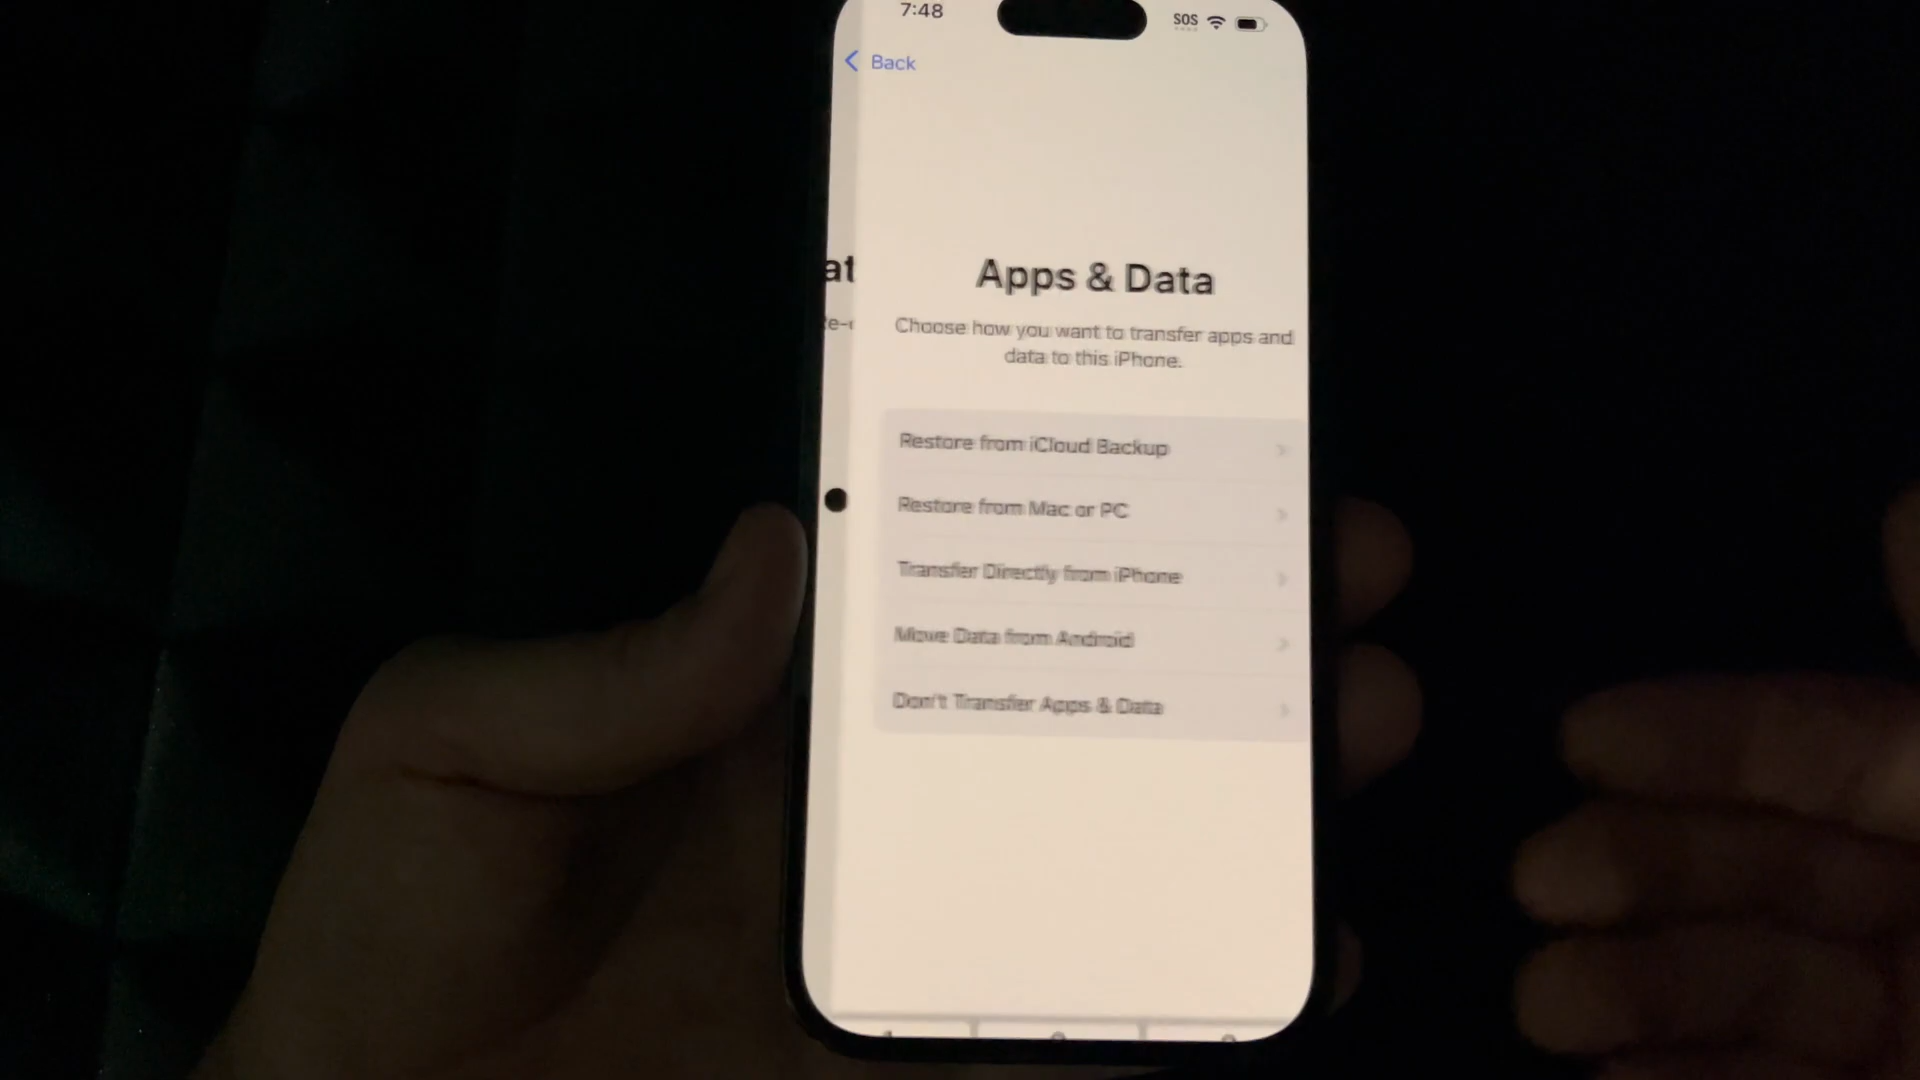 7:48
SOS
Back
at
Re-
Apps & Data
Choose how you want to transfer apps and
data to this iPhone.
Restore from iCloud Backup
Restore from Mac or PC
Transfer Directly from iPhone
Move Data from Android
Don't Transfer Apps & Data